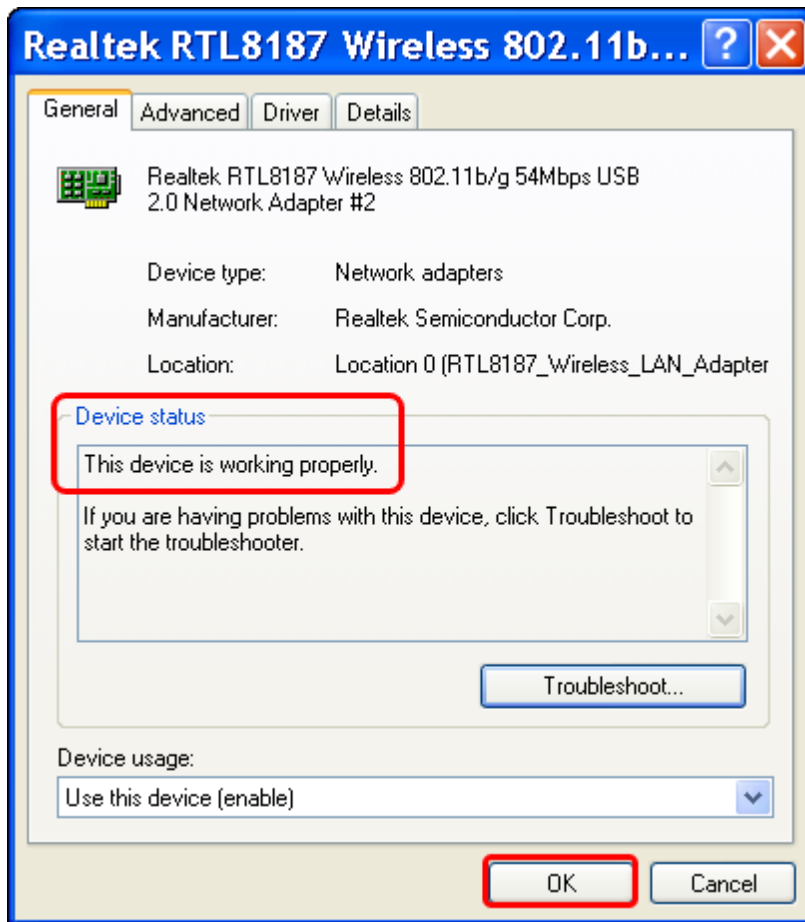 Realtek RTL8187 Wireless 802.11b...
General Advanced Driver Details
Realtek RTL8187 Wireless 802.11b/g 54Mbps USB
2.0 Network Adapter #2
Device type: Network adapters
Manufacturer: Realtek Semiconductor Corp.
Location: Location 0 (RTL8187_Wireless_LAN_Adapter
Device status
This device is working properly.
If you are having problems with this device, click Troubleshoot to
start the troubleshooter.
Troubleshoot...
Device usage:
Use this device (enable)
OK Cancel